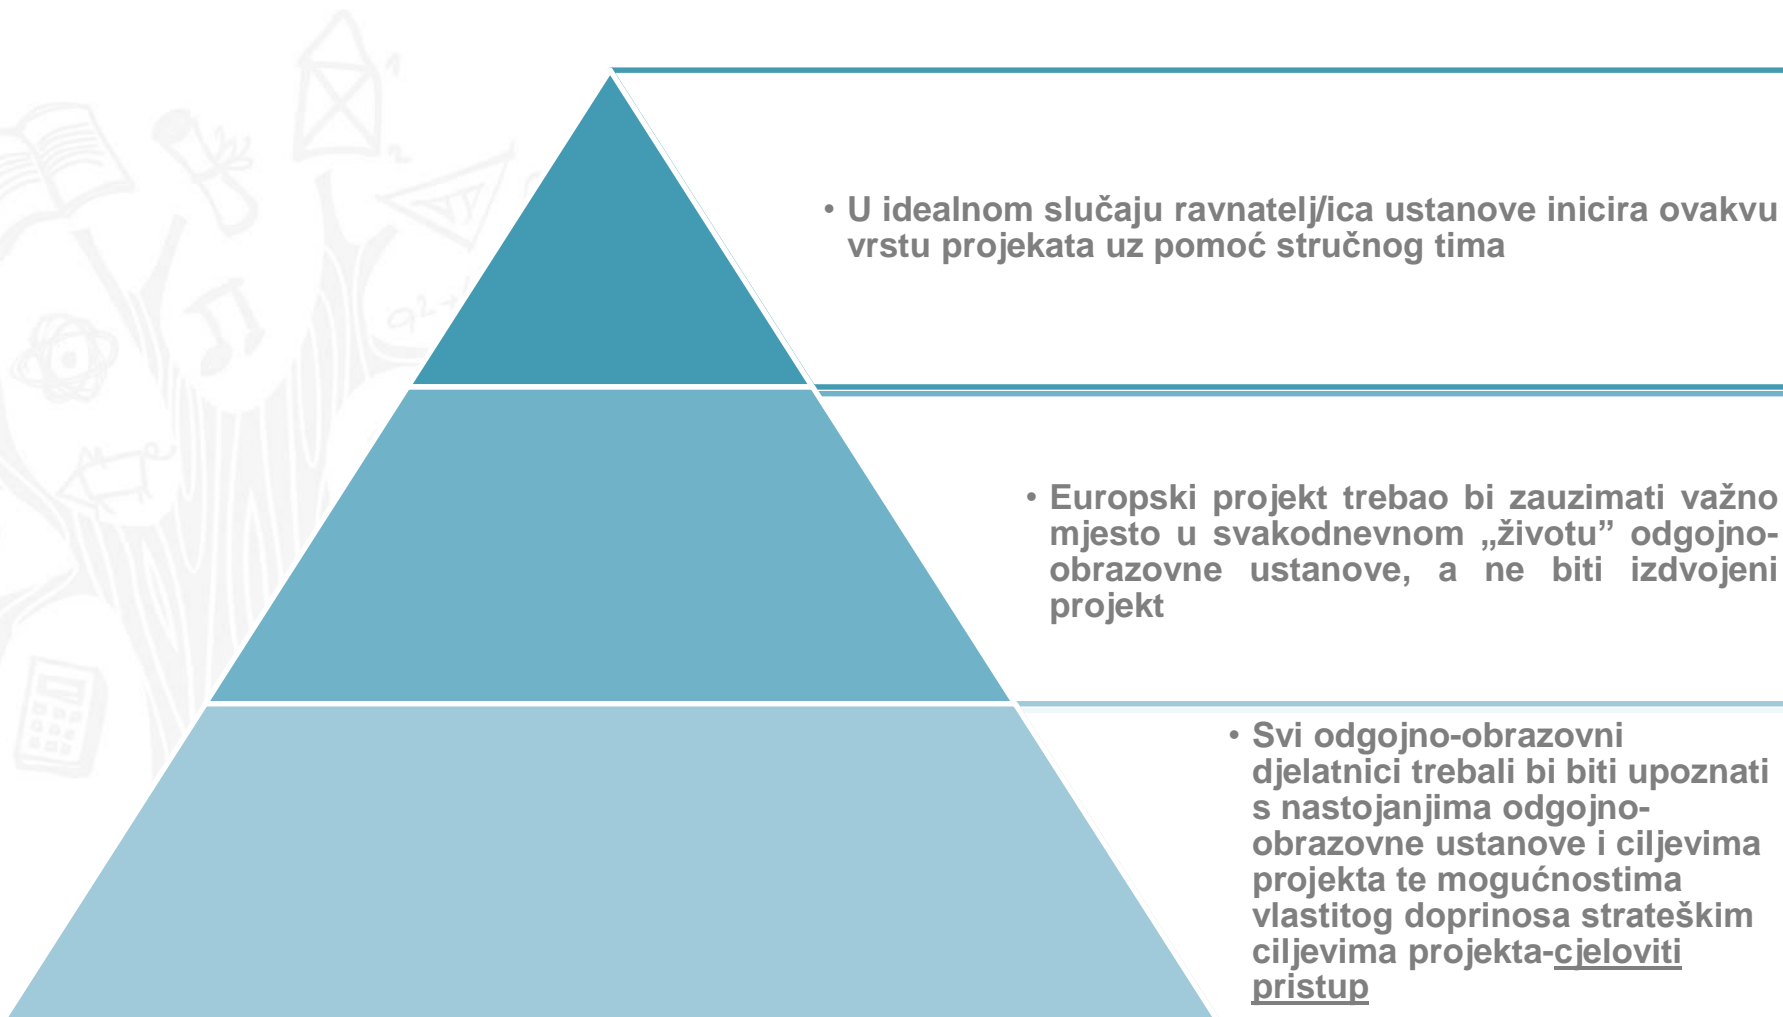 • U idealnom slučaju ravnatelj/ica ustanove inicira ovakvu
vrstu projekata uz pomoć stručnog tima
• Europski projekt trebao bi zauzimati važno
mjesto u svakodnevnom „životu” odgojno-
obrazovne ustanove, a ne biti izdvojeni
projekt
• Svi odgojno-obrazovni
djelatnici trebali bi biti upoznati
s nastojanjima odgojno-
obrazovne ustanove i ciljevima
projekta te mogućnostima
vlastitog doprinosa strateškim
ciljevima projekta-cjeloviti
pristup